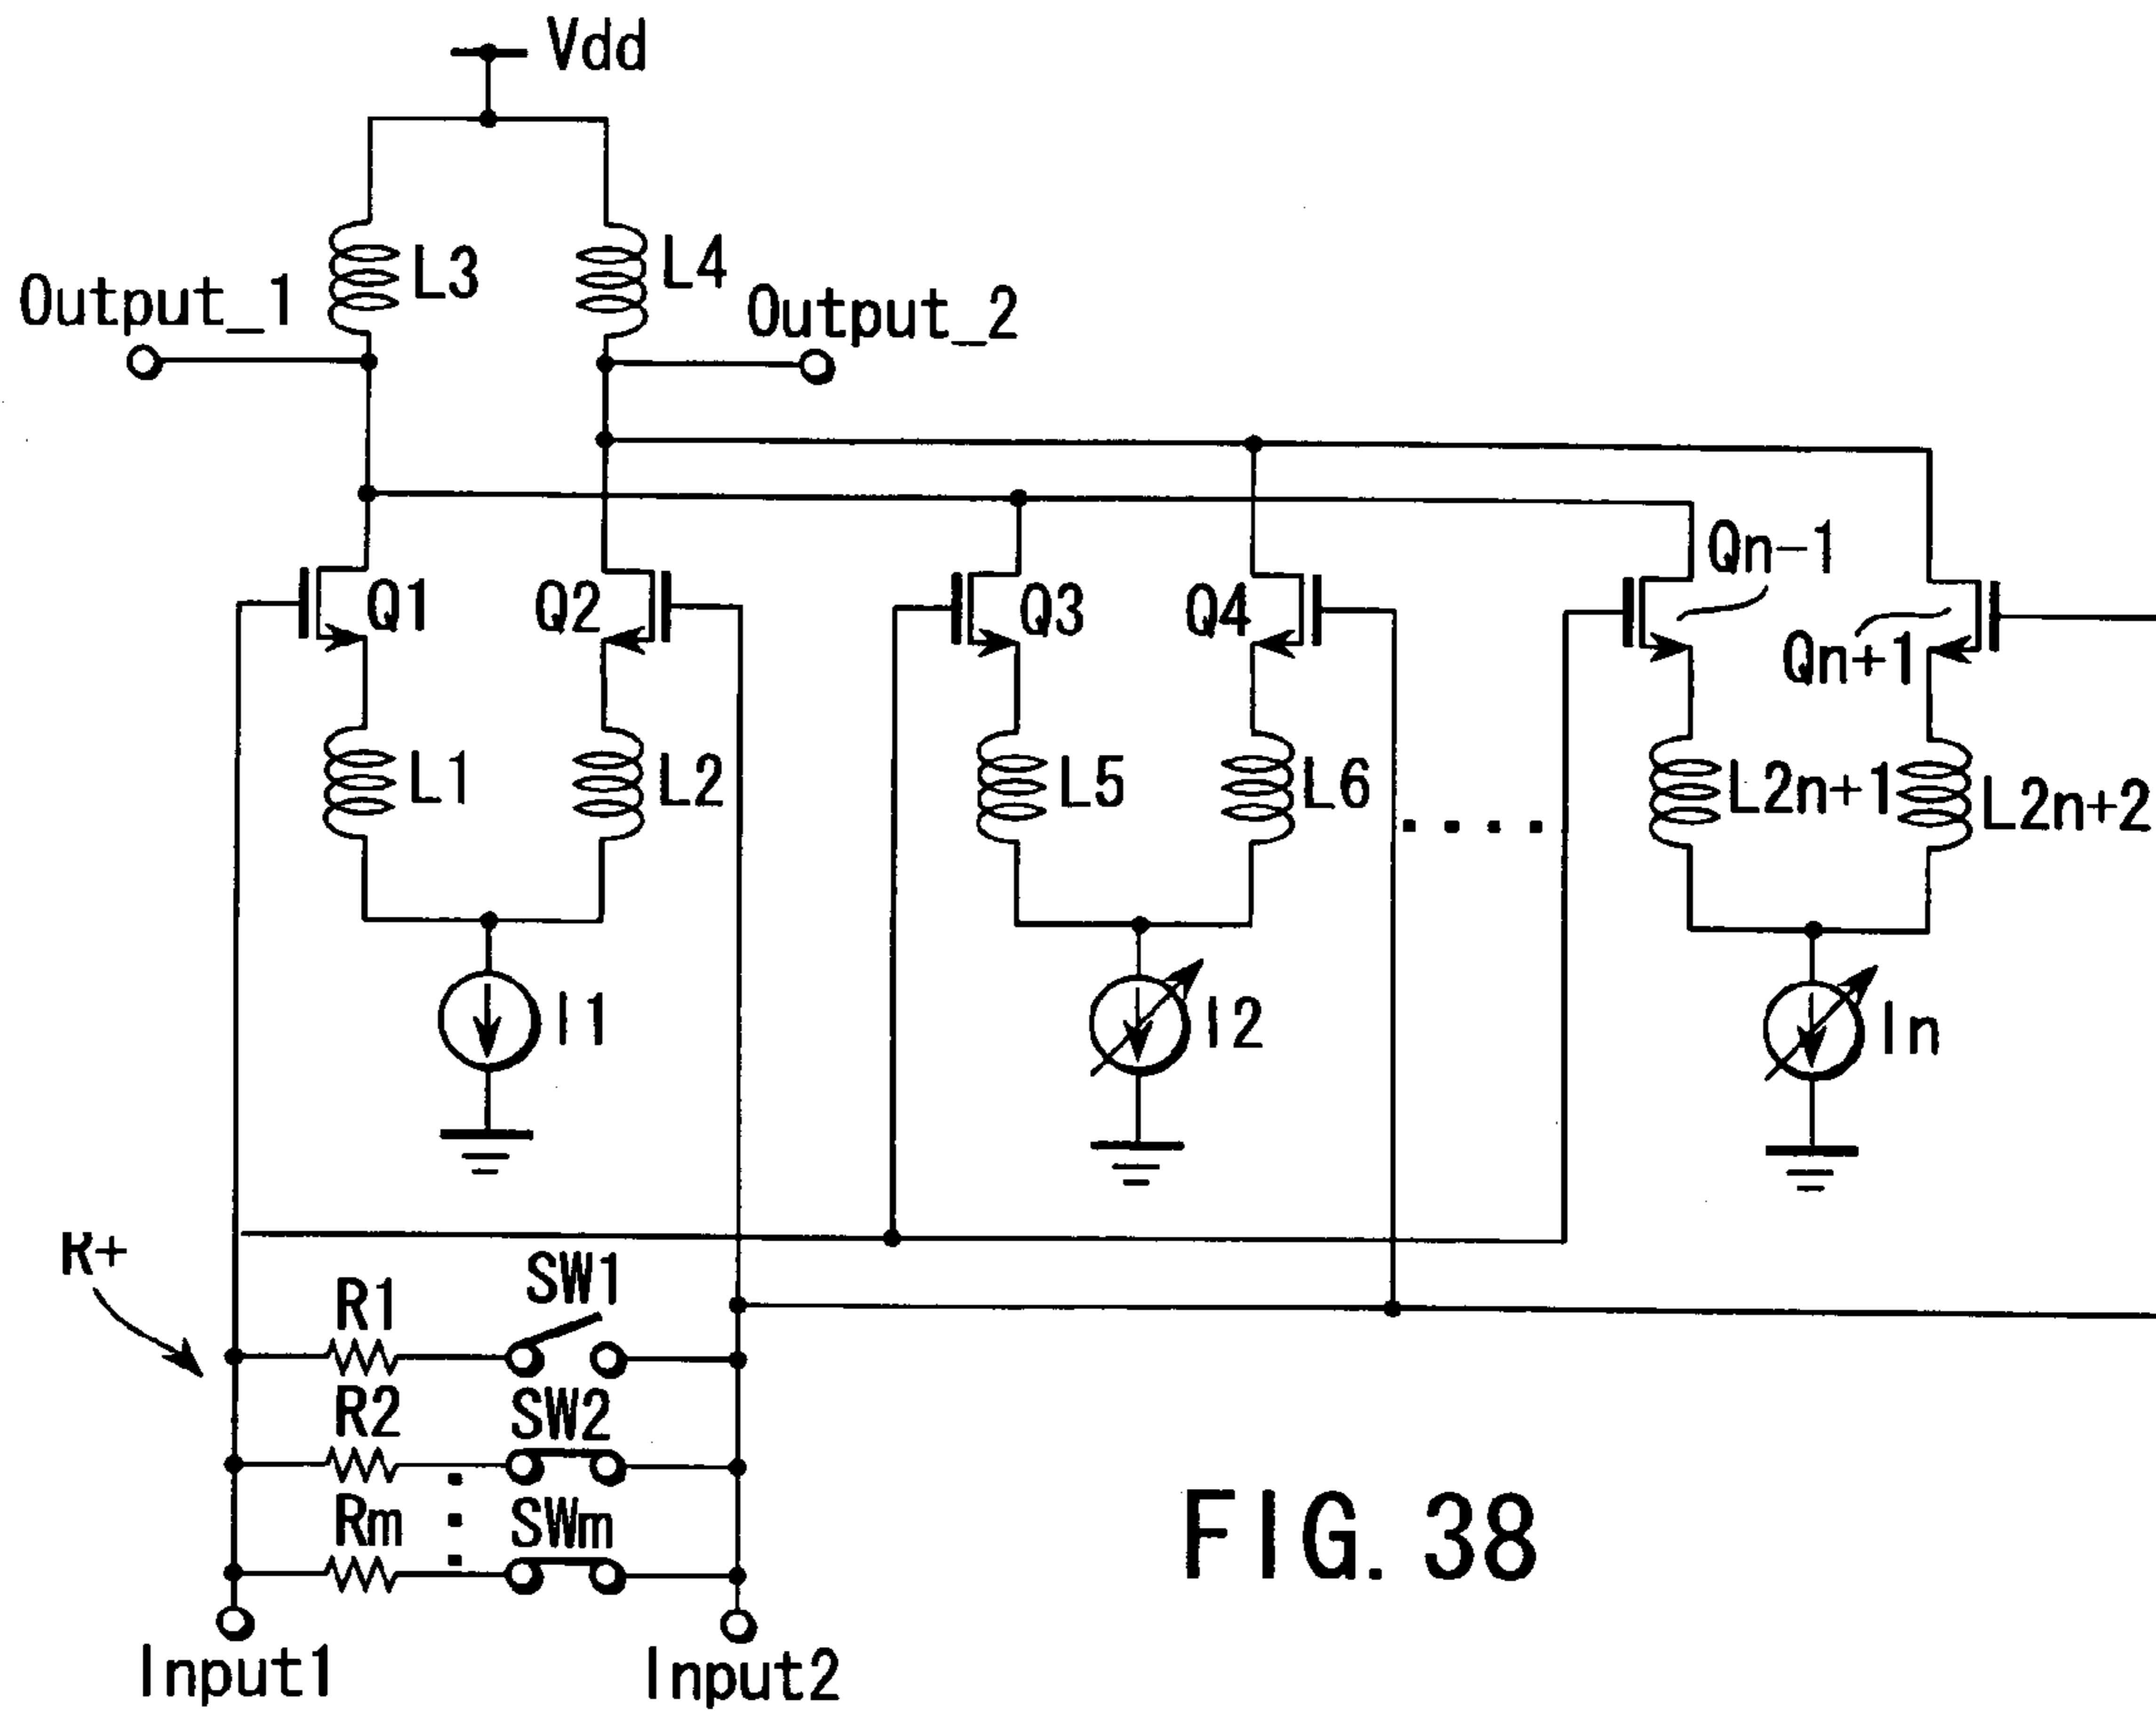 Vdd
L3
L4
Output_1
Output_2
Q1
Q2
Q3
Q4
Qn-1
Qn+1
L1
L2
L5
L6
L2n+1
L2n+2
I1
I2
In
R+
R1
SW1
R2
SW2
Rm
SWm
Input1
Input2
FIG. 38